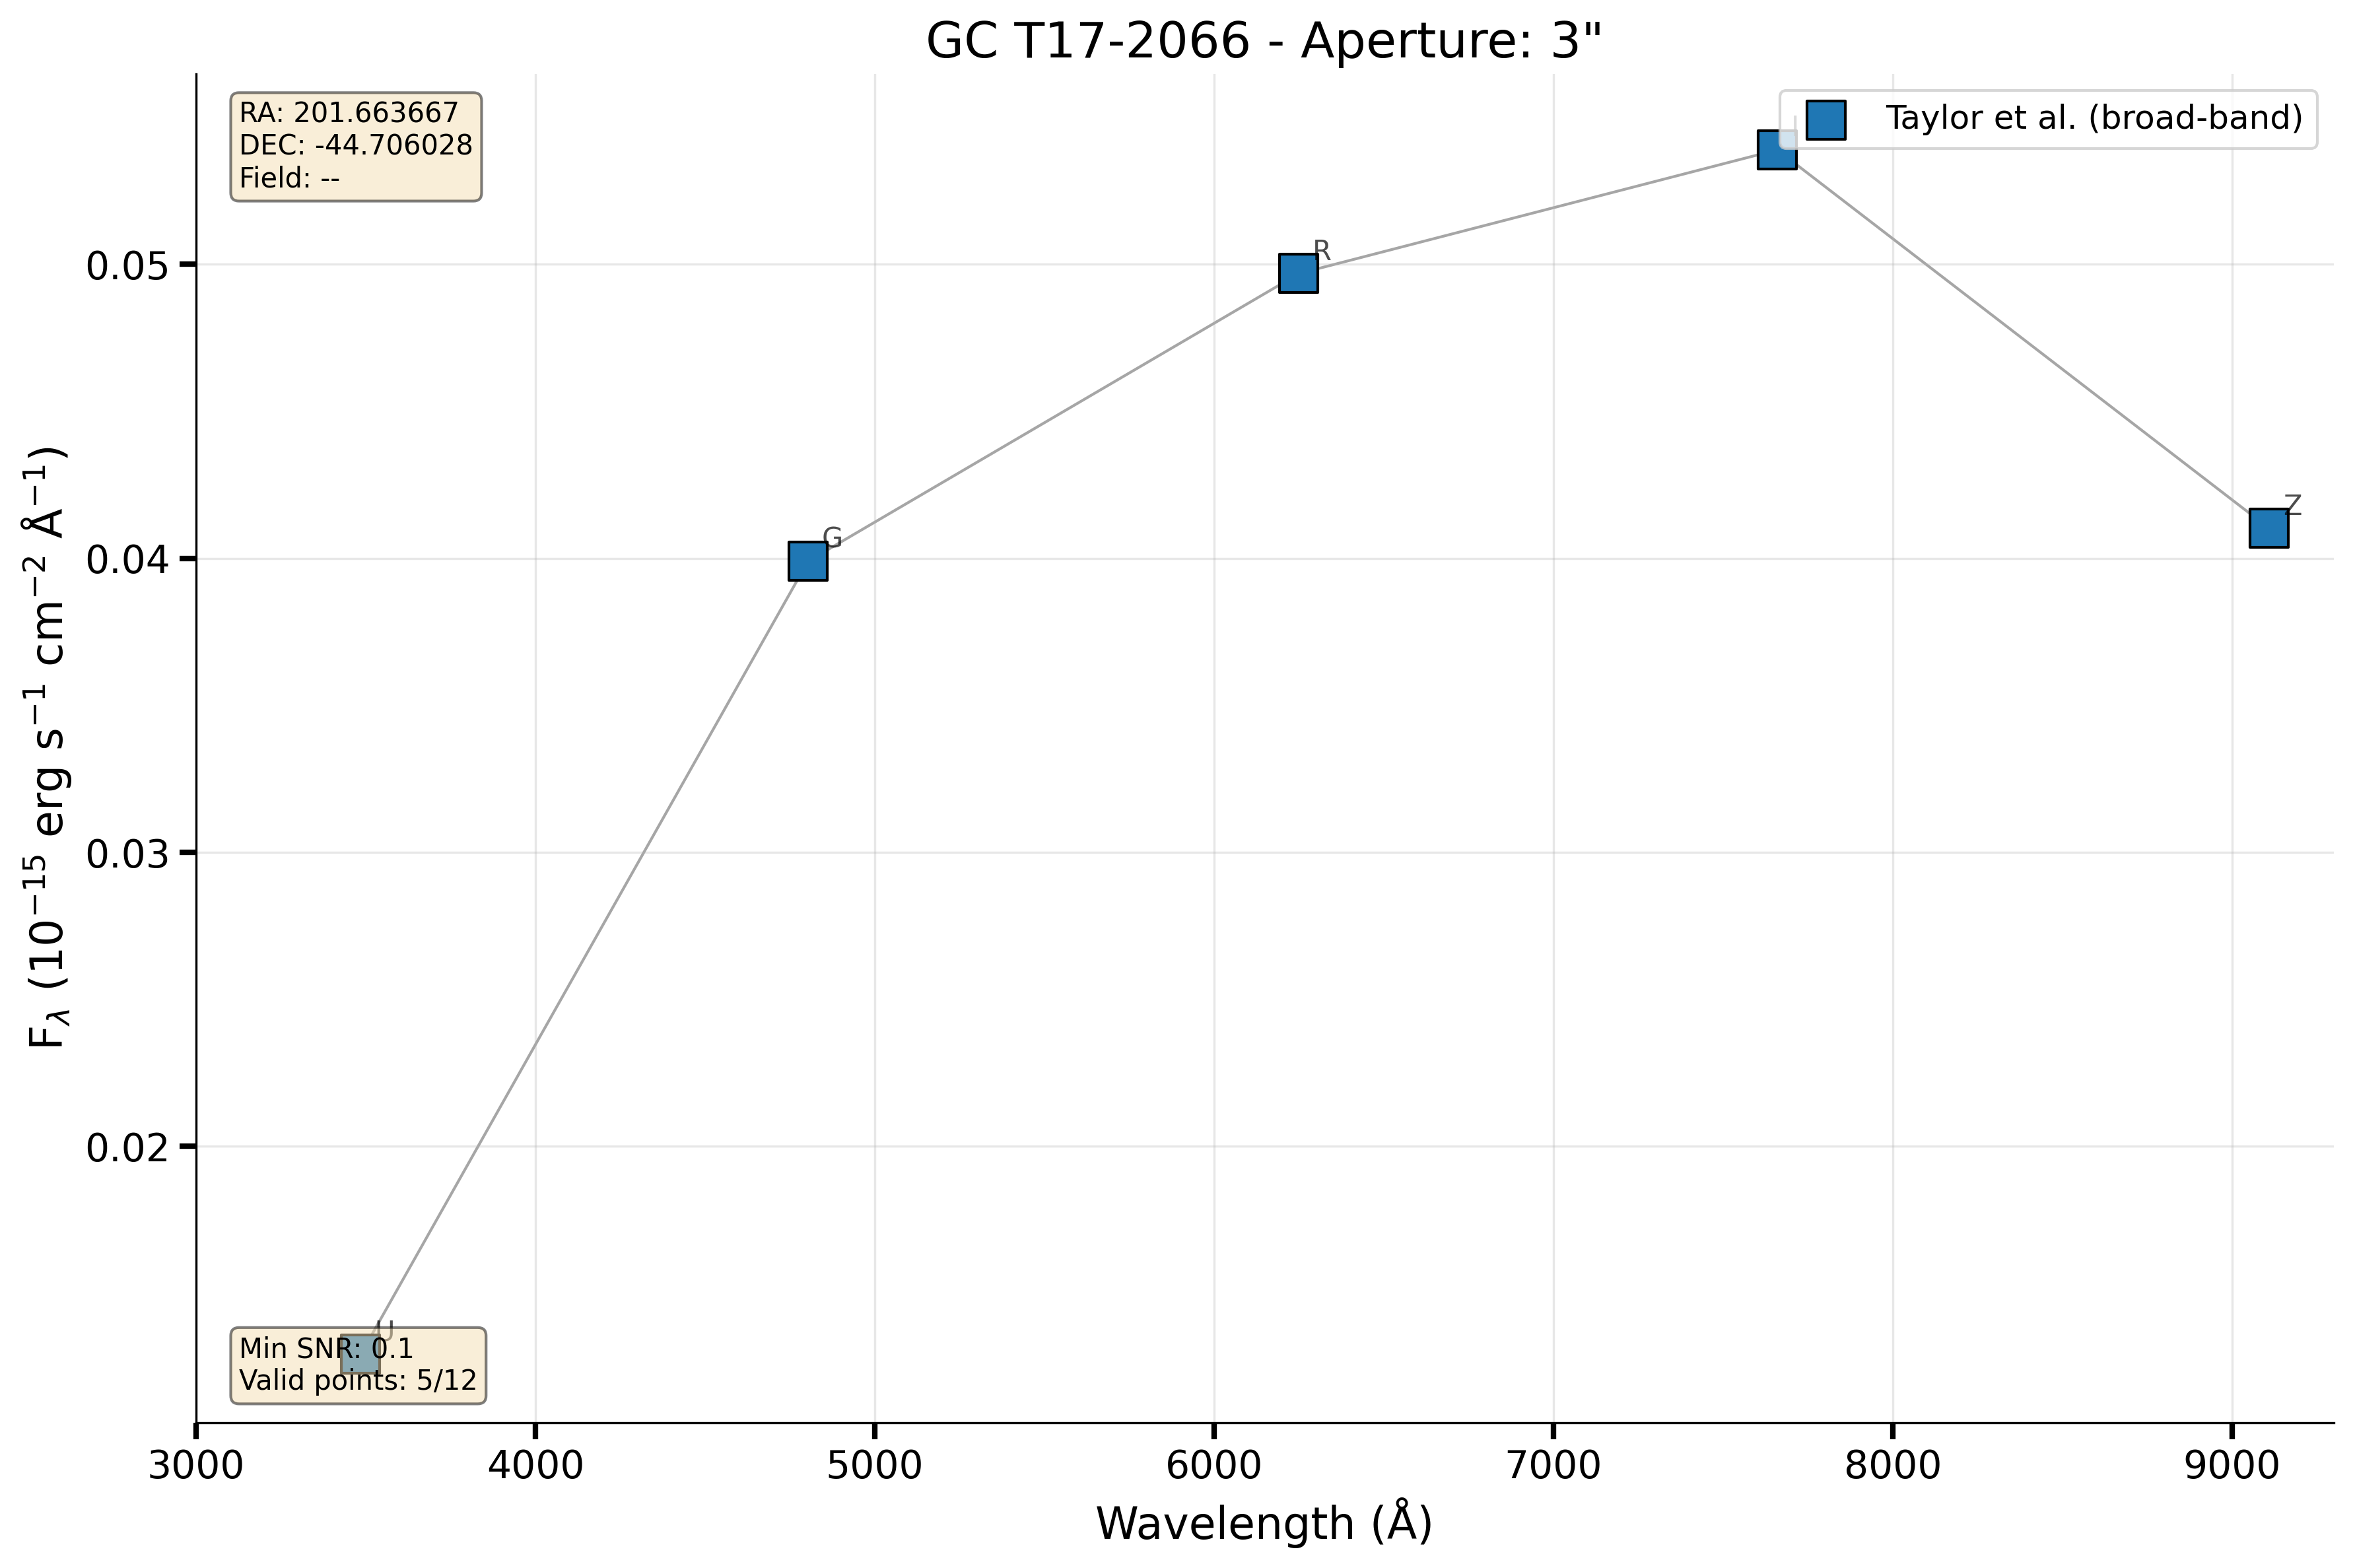 GC T17-2066 - Aperture: 3"
RA: 201.663667
DEC: -44.706028
Field: --
I
Taylor et al. (broad-band)
R
G
Z
U
Min SNR: 0.1
Valid points: 5/12
0.05
0.04
0.03
0.02
F_λ (10⁻¹⁵ erg s⁻¹ cm⁻² Å⁻¹)
3000 4000 5000 6000 7000 8000 9000
Wavelength (Å)